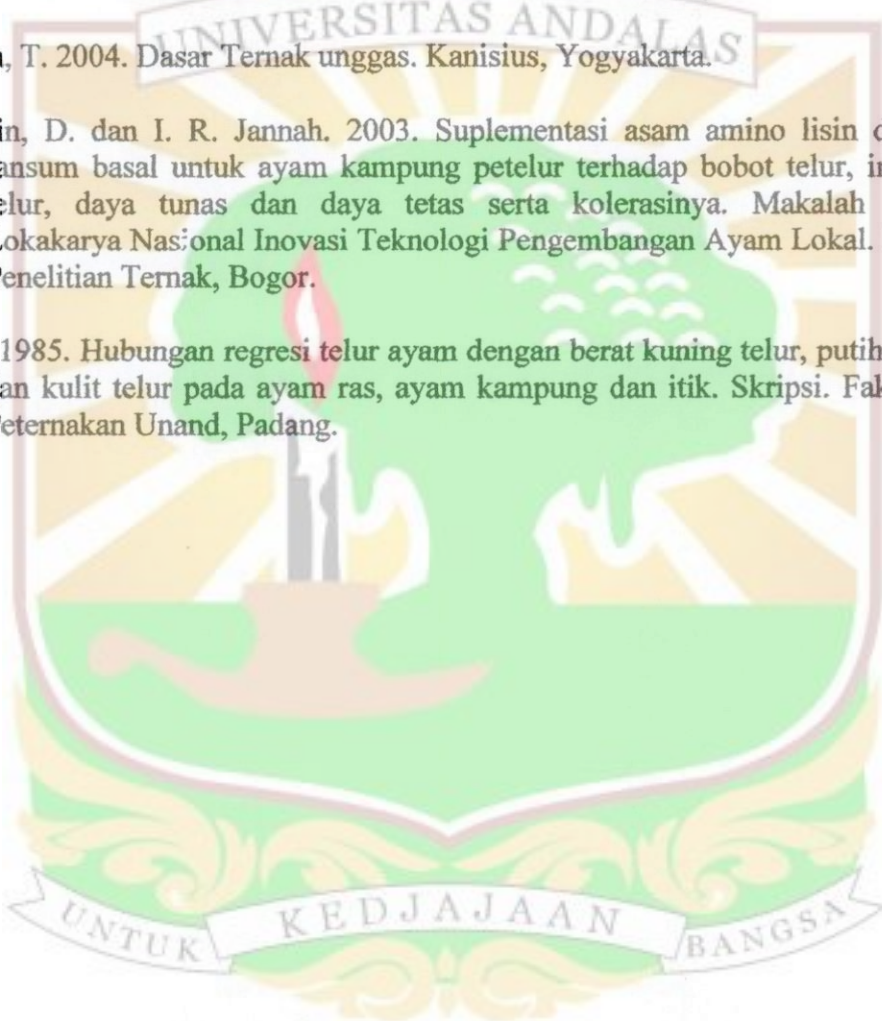 UNIVERSITAS ANDALAS
, T. 2004. Dasar Ternak unggas. Kanisius, Yogyakarta.
in, D. dan I. R. Jannah. 2003. Suplementasi asam amino lisin
ansum basal untuk ayam kampung petelur terhadap bobot telur,
elur, daya tunas dan daya tetas serta kolerasinya. Makalah
okakarya Nasional Inovasi Teknologi Pengembangan Ayam Lokal.
Penelitian Ternak, Bogor.
1985. Hubungan regresi telur ayam dengan berat kuning telur, putih
an kulit telur pada ayam ras, ayam kampung dan itik. Skripsi. Fak
Peternakan Unand, Padang.
UNTUK KEDJAJAAN BANGSA